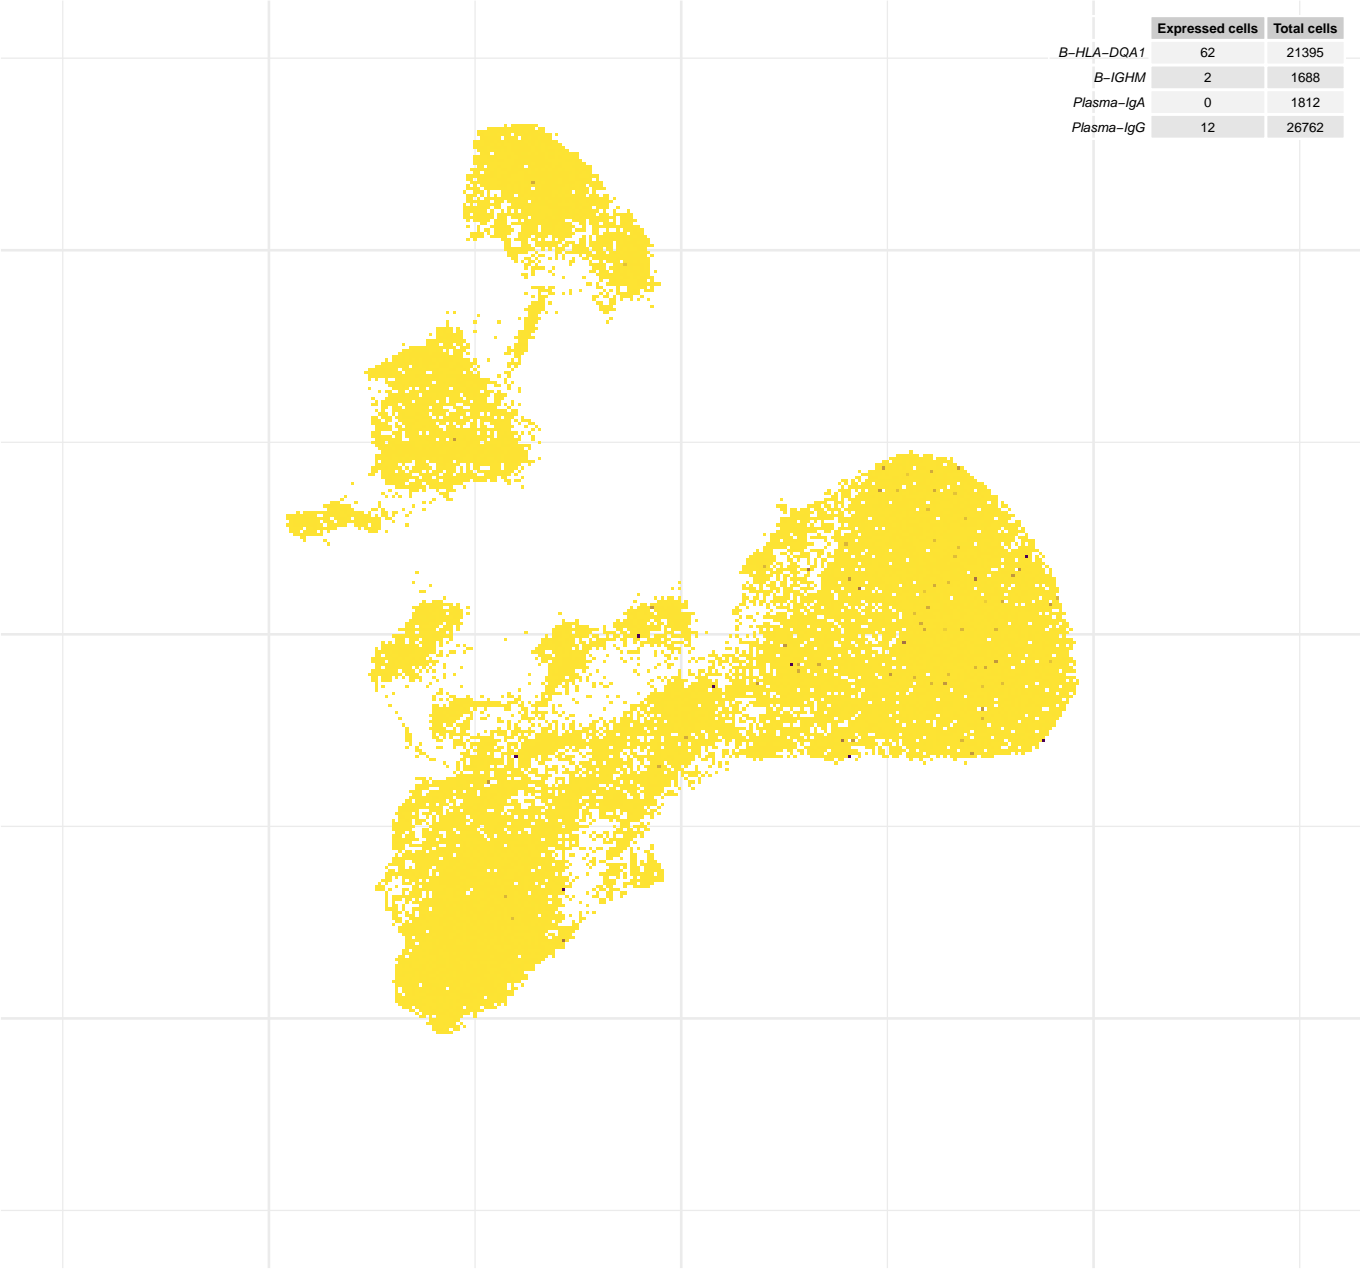 Expressed cells Total cells
B−HLA−DQA1 62 21395
B−IGHM 2 1688
Plasma−IgA 0 1812
Plasma−IgG 12 26762